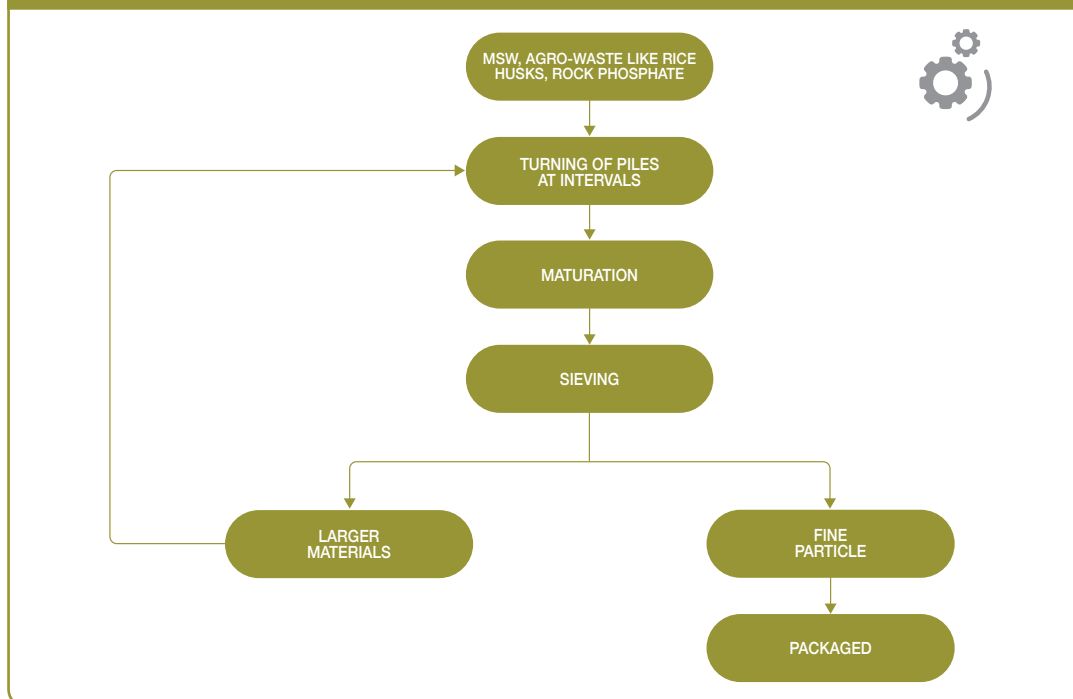 MSW, AGRO-WASTE LIKE RICE
HUSKS, ROCK PHOSPHATE
TURNING OF PILES
AT INTERVALS
MATURATION
SIEVING
LARGER
MATERIALS
FINE
PARTICLE
PACKAGED